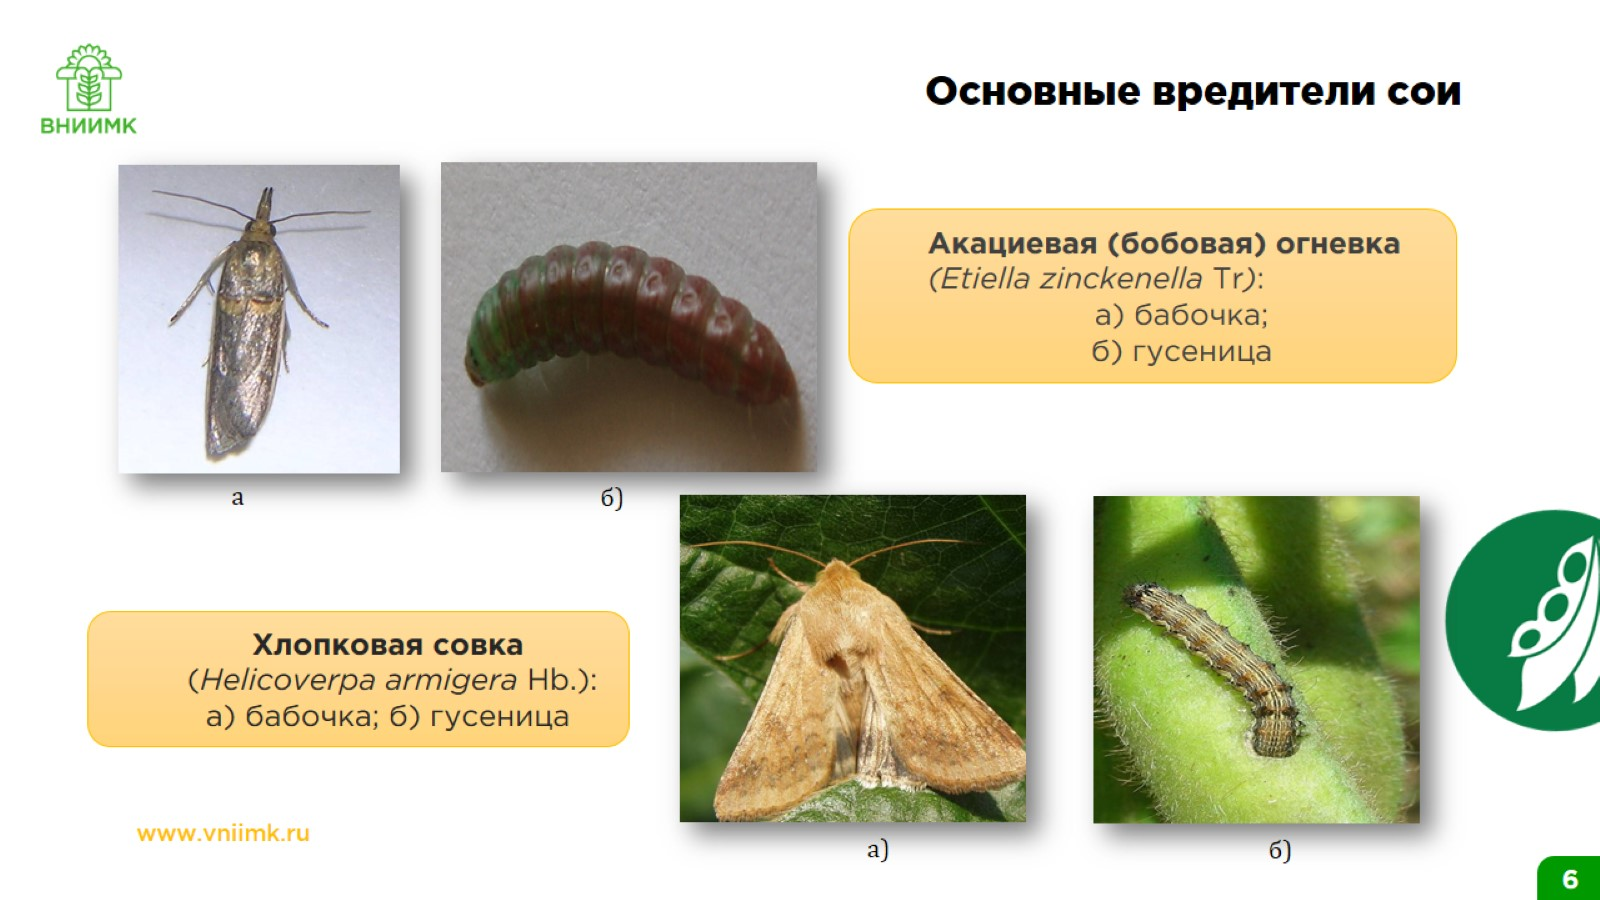 ВНИИМК
Основные вредители сои
Акациевая (бобовая) огневка
(Etiella zinckenella Tr):
а) бабочка;
б) гусеница
а
б)
Хлопковая совка
(Helicoverpa armigera Hb.):
а) бабочка; б) гусеница
www.vniimk.ru
а)
б)
6